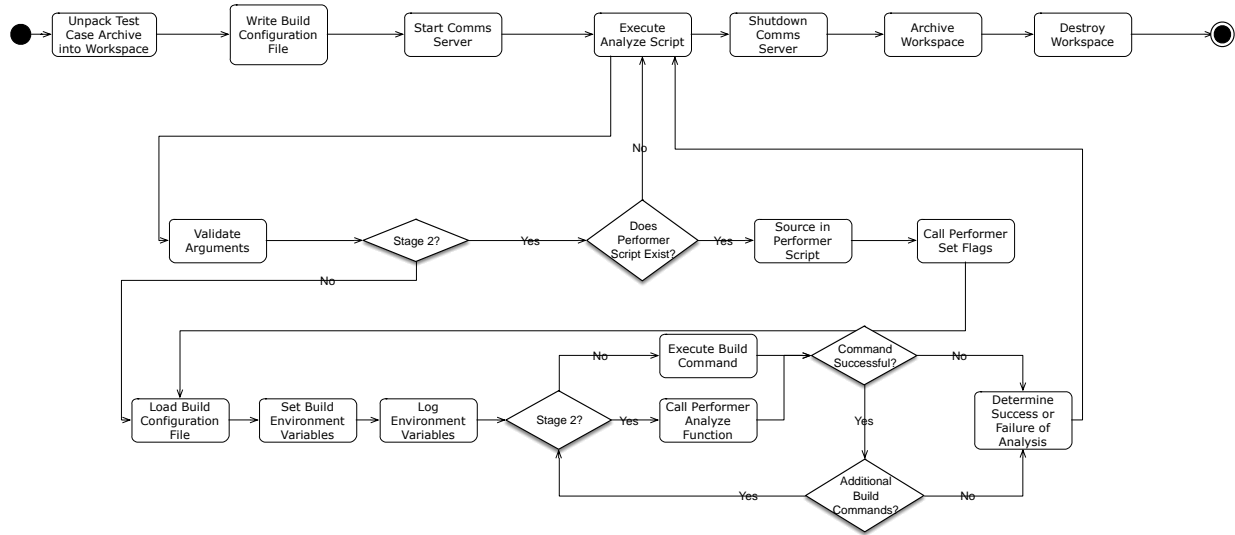 Unpack Test
Case Archive
into Workspace
Write Build
Configuration
File
Start Comms
Server
Execute
Analyze Script
Shutdown
Comms
Server
Archive
Workspace
Destroy
Workspace
No
Validate
Arguments
Stage 2?
Yes
Does
Performer
Script Exist?
Yes
Source in
Performer
Script
Call Performer
Set Flags
No
Load Build
Configuration
File
Set Build
Environment
Variables
Log
Environment
Variables
Stage 2?
No
Execute Build
Command
Yes
Call Performer
Analyze
Function
Command
Successful?
No
Determine
Success or
Failure of
Analysis
Yes
Additional
Build
Commands?
Yes
No